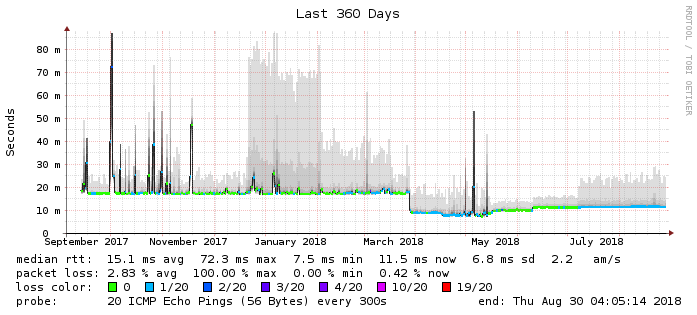 Last 360 Days
RRDTOOL / TOBI OETIKER
Seconds
80 m
70 m
60 m
50 m
40 m
30 m
20 m
10 m
0
September 2017 November 2017 January 2018 March 2018 May 2018 July 2018
median rtt: 15.1 ms avg 72.3 ms max 7.5 ms min 11.5 ms now 6.8 ms sd 2.2 am/s
packet loss: 2.83 % avg 100.00 % max 0.00 % min 0.42 % now
loss color: 0 1/20 2/20 3/20 4/20 10/20 19/20
probe: 20 ICMP Echo Pings (56 Bytes) every 300s end: Thu Aug 30 04:05:14 2018